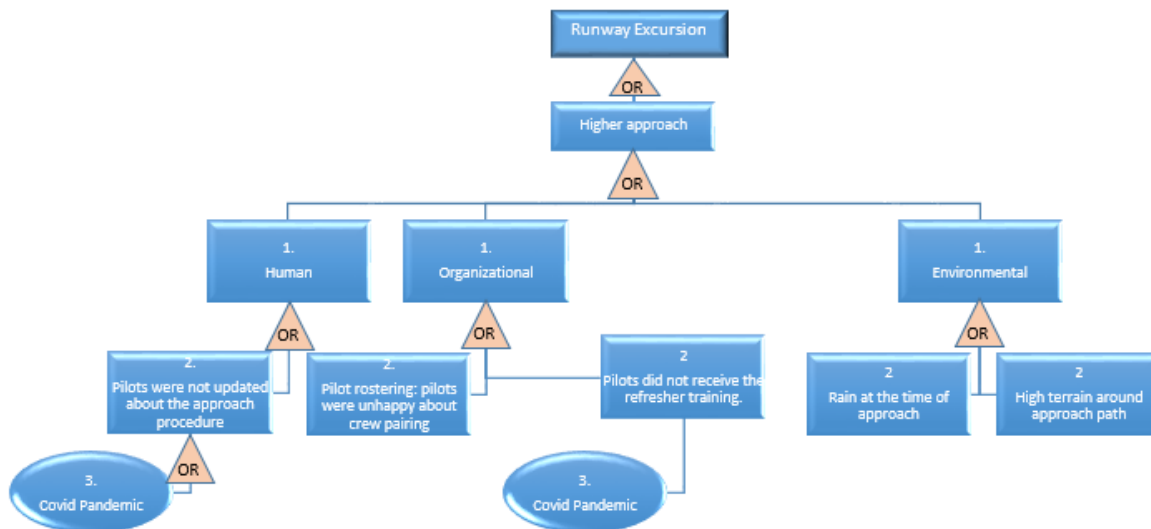 Runway Excursion
OR
Higher approach
OR
1.
Human
1.
Organizational
1.
Environmental
OR
OR
OR
2.
Pilots were not updated
about the approach
procedure
2.
Pilot rostering: pilots
were unhappy about
crew pairing
2
Pilots did not receive the
refresher training.
2
Rain at the time of
approach
2
High terrain around
approach path
OR
3.
Covid Pandemic
3.
Covid Pandemic